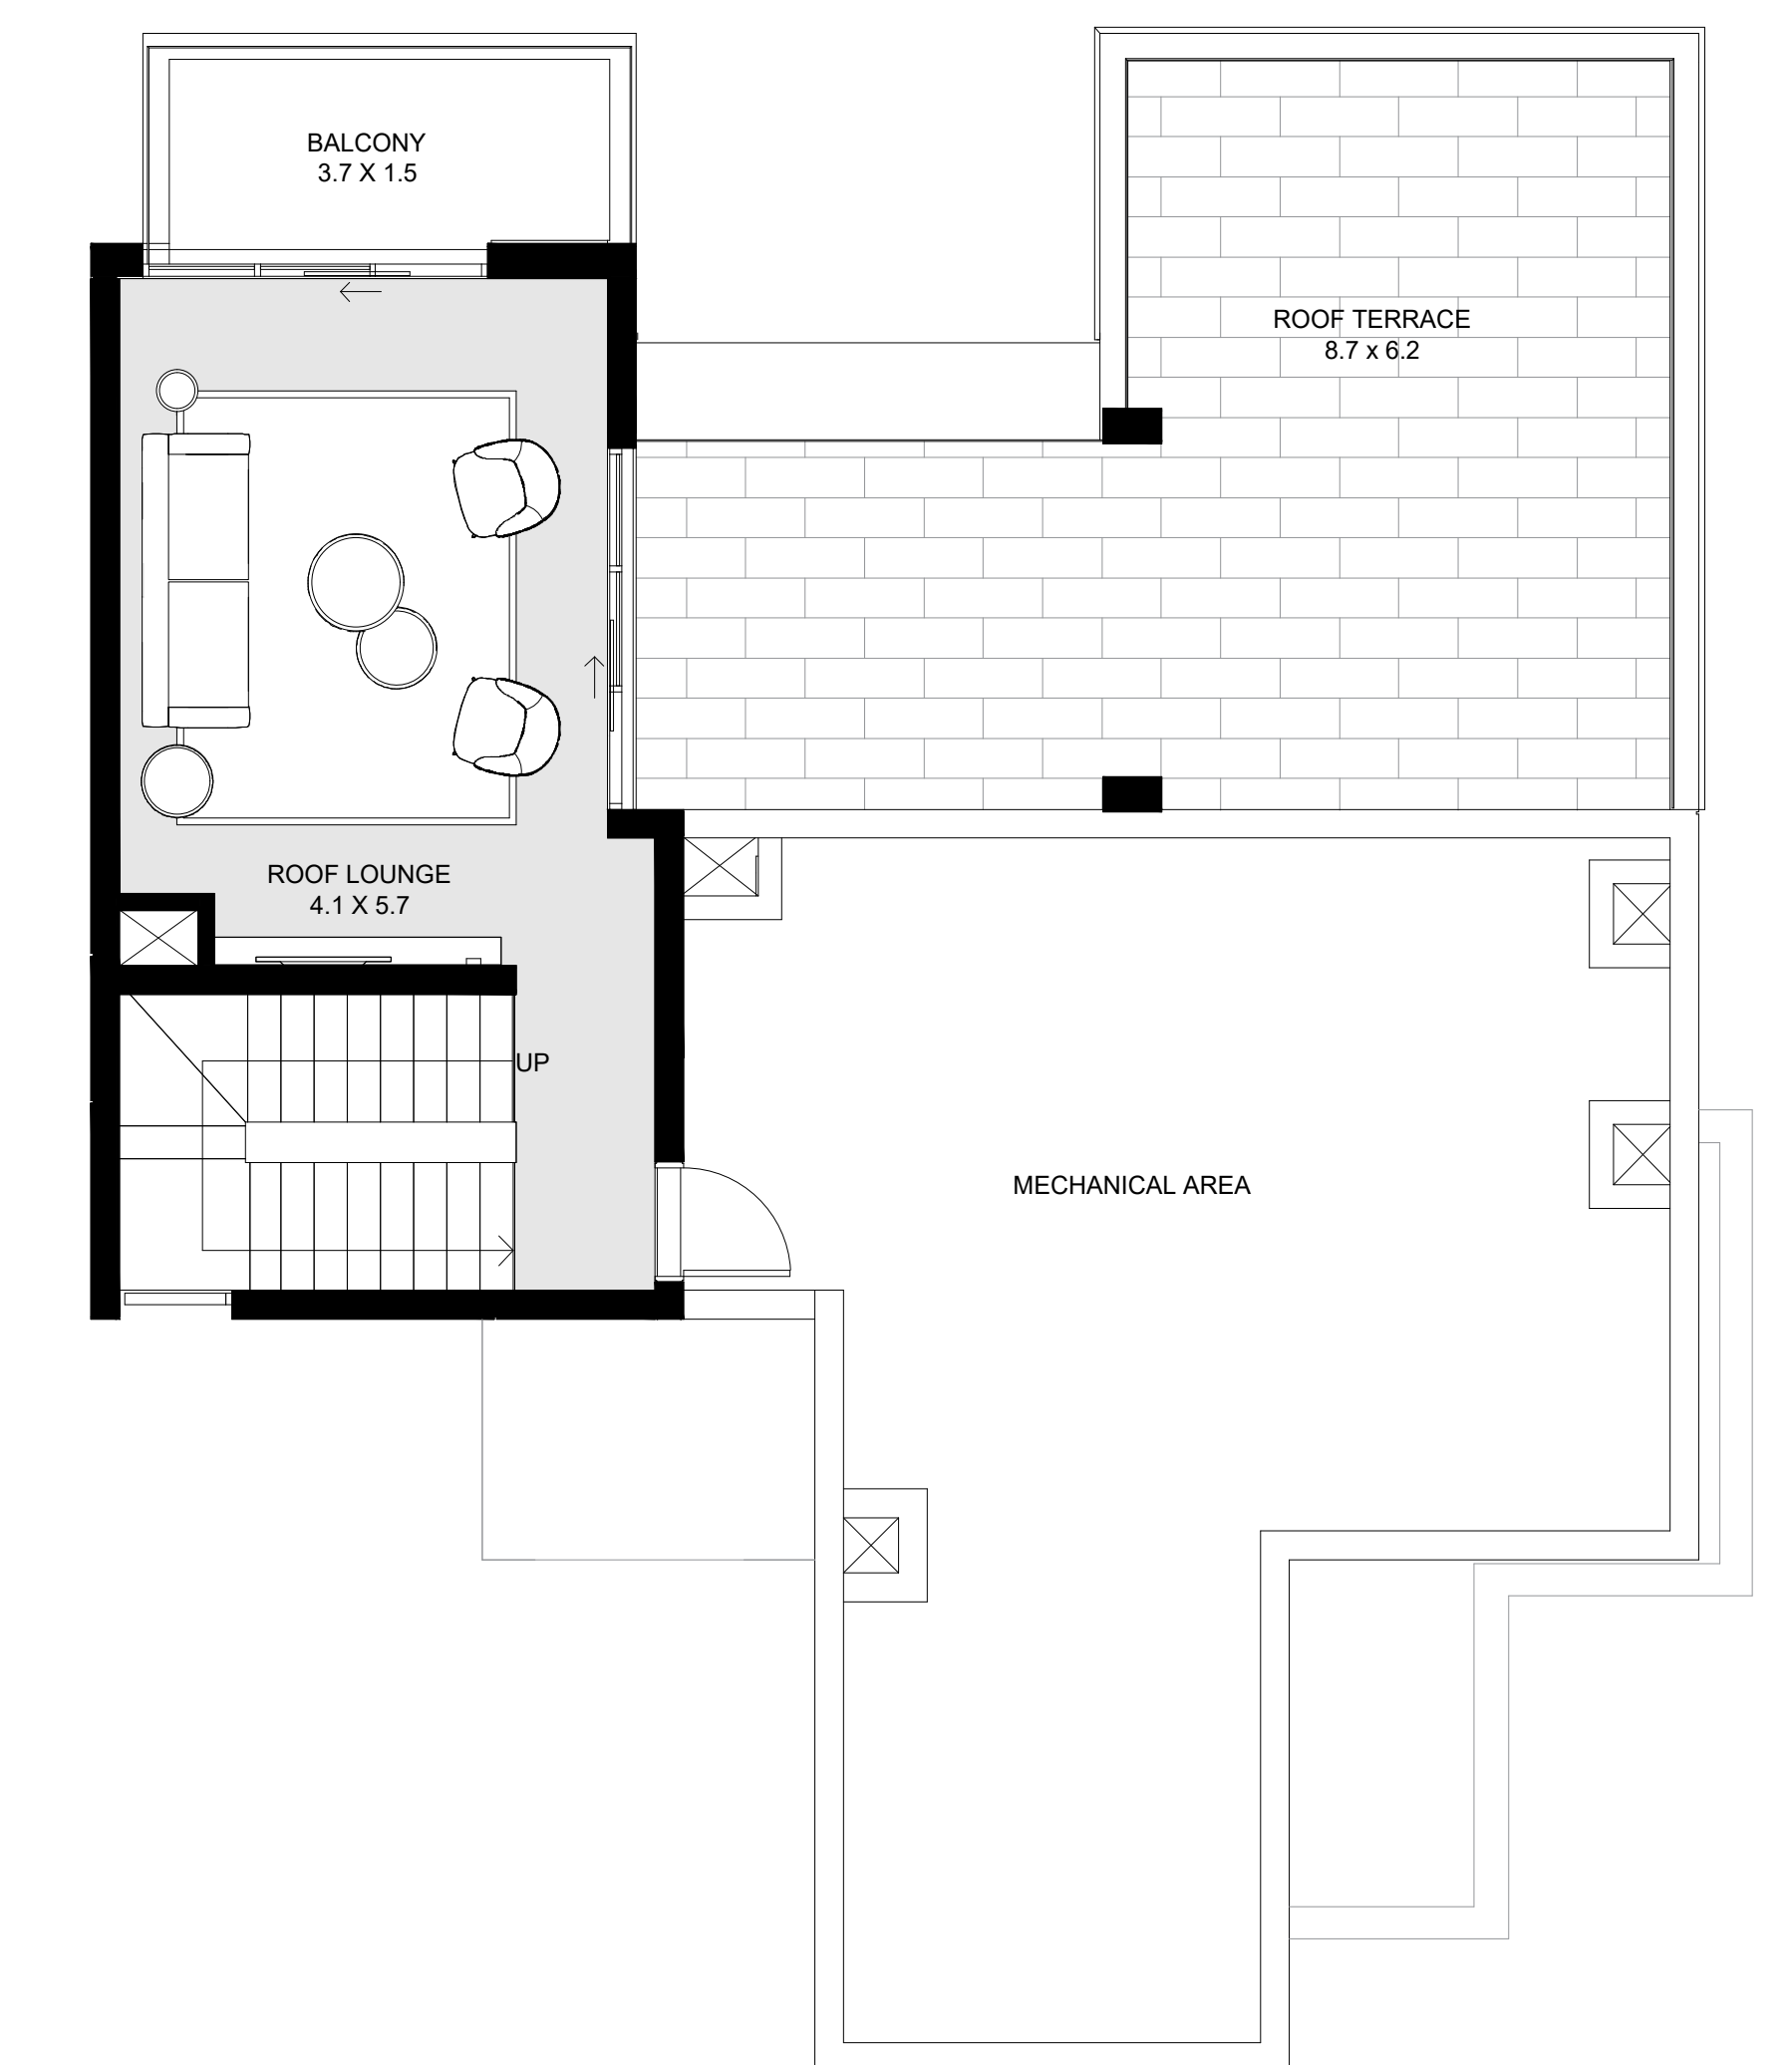 BALCONY
3.7 X 1.5
ROOF TERRACE
8.7 x 6.2
ROOF LOUNGE
4.1 X 5.7
UP
MECHANICAL AREA